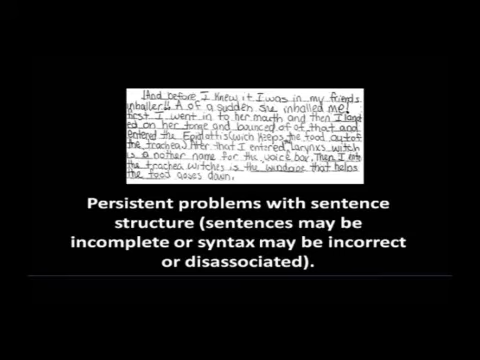 And before I knew it I was in my friends
inhaller!! A of a sudden she inhalled me!
first I went in to her mouth and then I land
ed on her tonge and bounced of of that and
entered the Epiglattis (wich keeps the food out of
the trachea) After that I entered larynxs witch
is a nother name for the voice box. Then I
the trachea witches is the windpipe that helps
the food goes down.
Persistent problems with sentence
structure (sentences may be
incomplete or syntax may be incorrect
or disassociated).